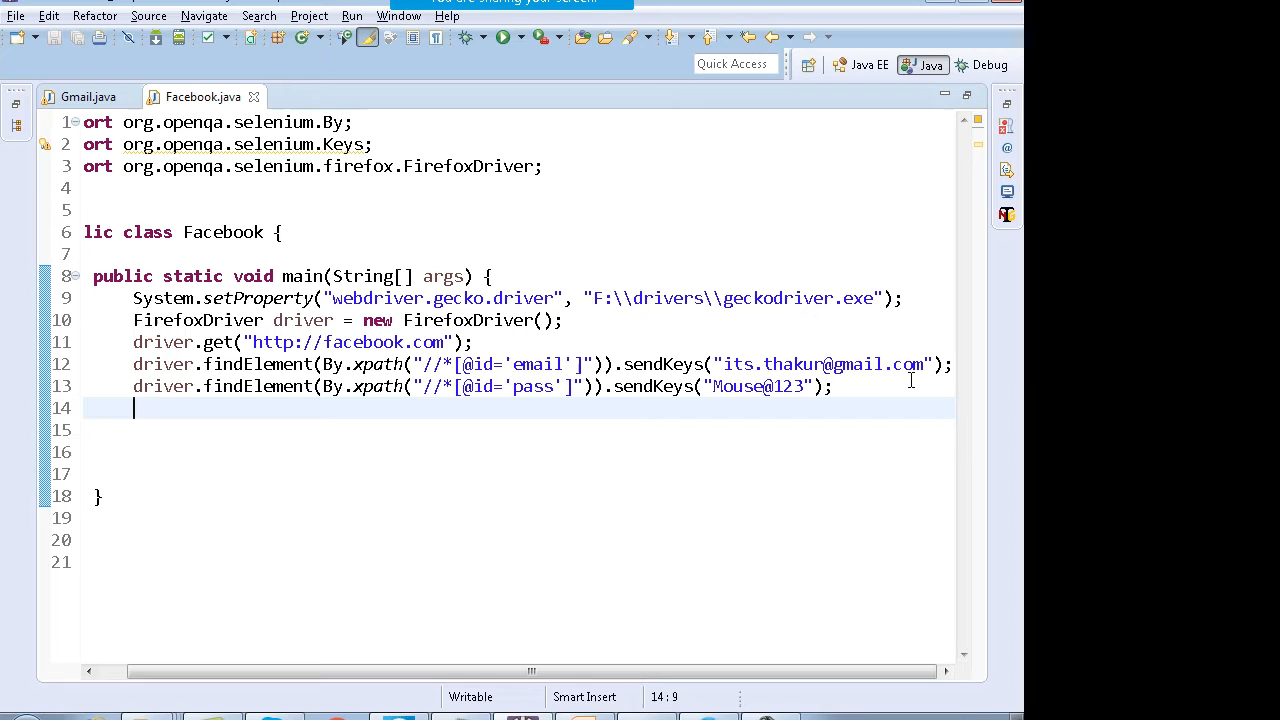 You are sharing your screen.
File Edit Refactor Source Navigate Search Project Run Window Help
Quick Access Java EE Java Debug
Gmail.java Facebook.java
1 ort org.openqa.selenium.By;
2 ort org.openqa.selenium.Keys;
3 ort org.openqa.selenium.firefox.FirefoxDriver;
4
5
6 lic class Facebook {
7
8 public static void main(String[] args) {
9 System.setProperty("webdriver.gecko.driver", "F:\\drivers\\geckodriver.exe");
10 FirefoxDriver driver = new FirefoxDriver();
11 driver.get("http://facebook.com");
12 driver.findElement(By.xpath("//*[@id='email']")).sendKeys("its.thakur@gmail.com");
13 driver.findElement(By.xpath("//*[@id='pass']")).sendKeys("Mouse@123");
14
15
16
17
18 }
19
20
21
Writable Smart Insert 14:9